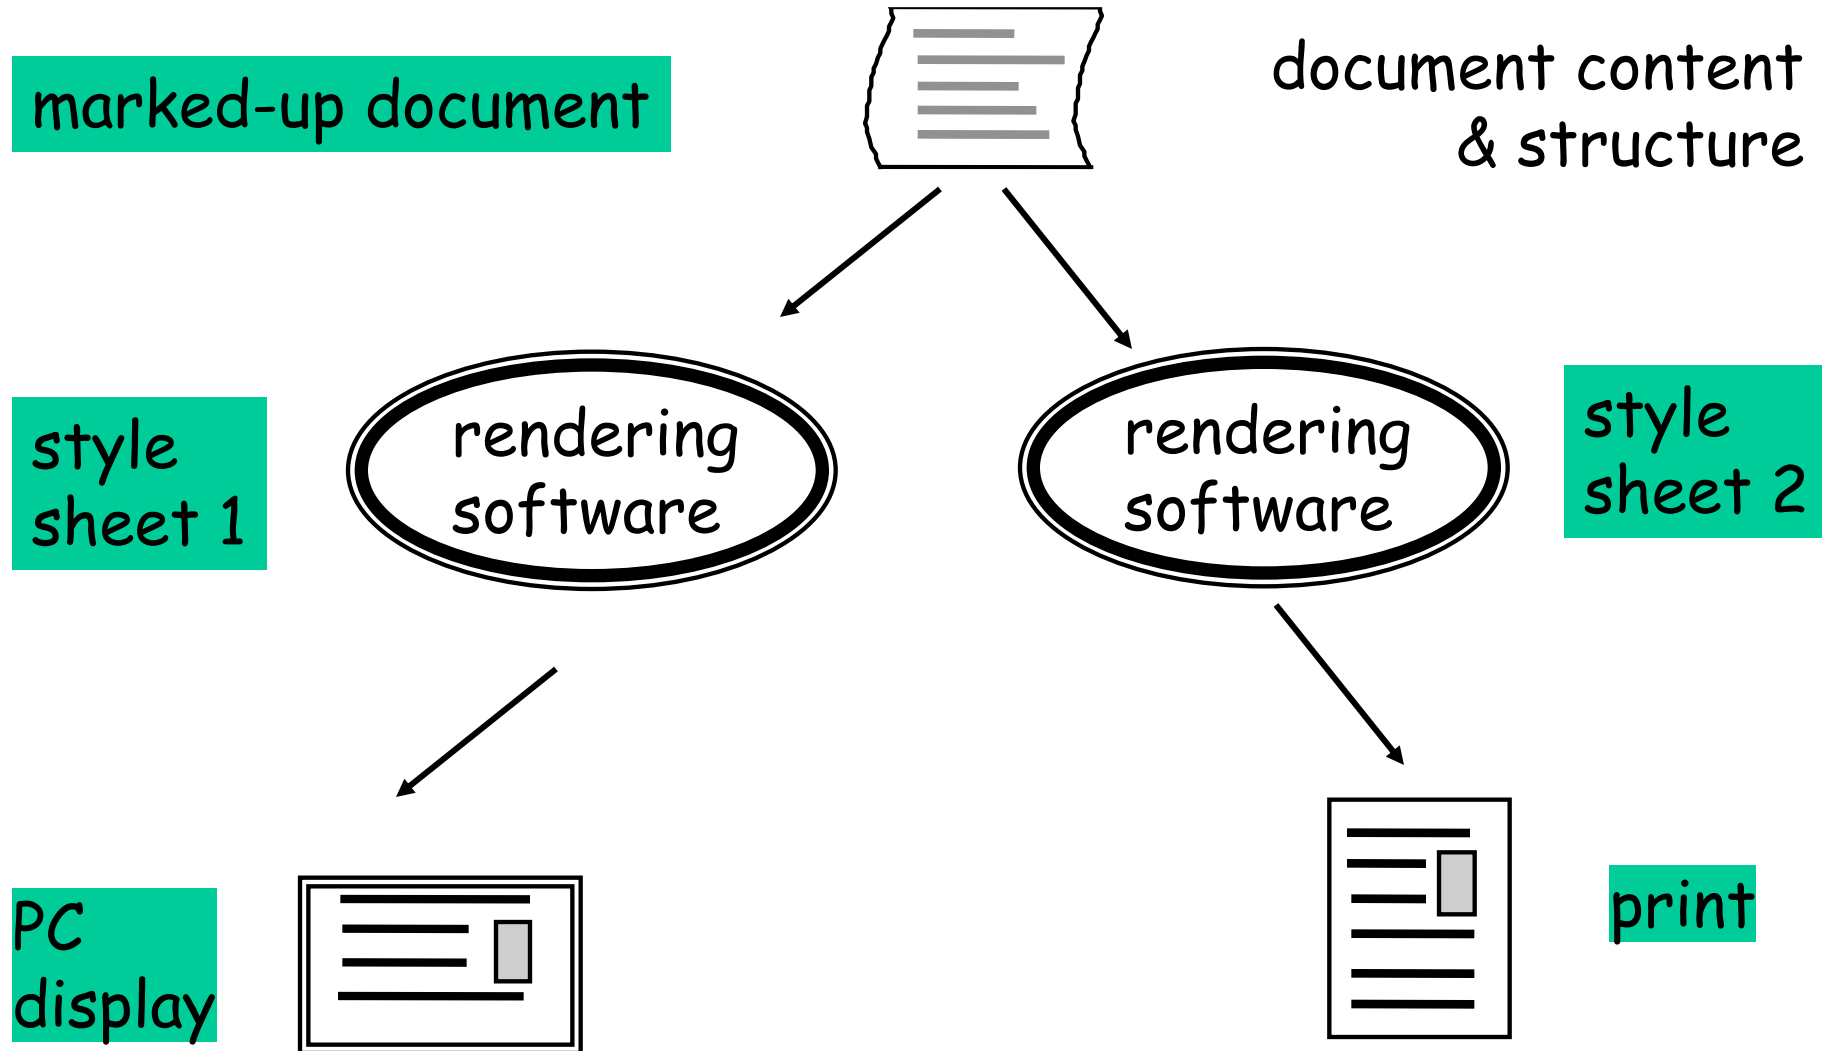 marked-up document
document content
& structure
style
sheet 1
rendering
software
rendering
software
style
sheet 2
PC
display
print